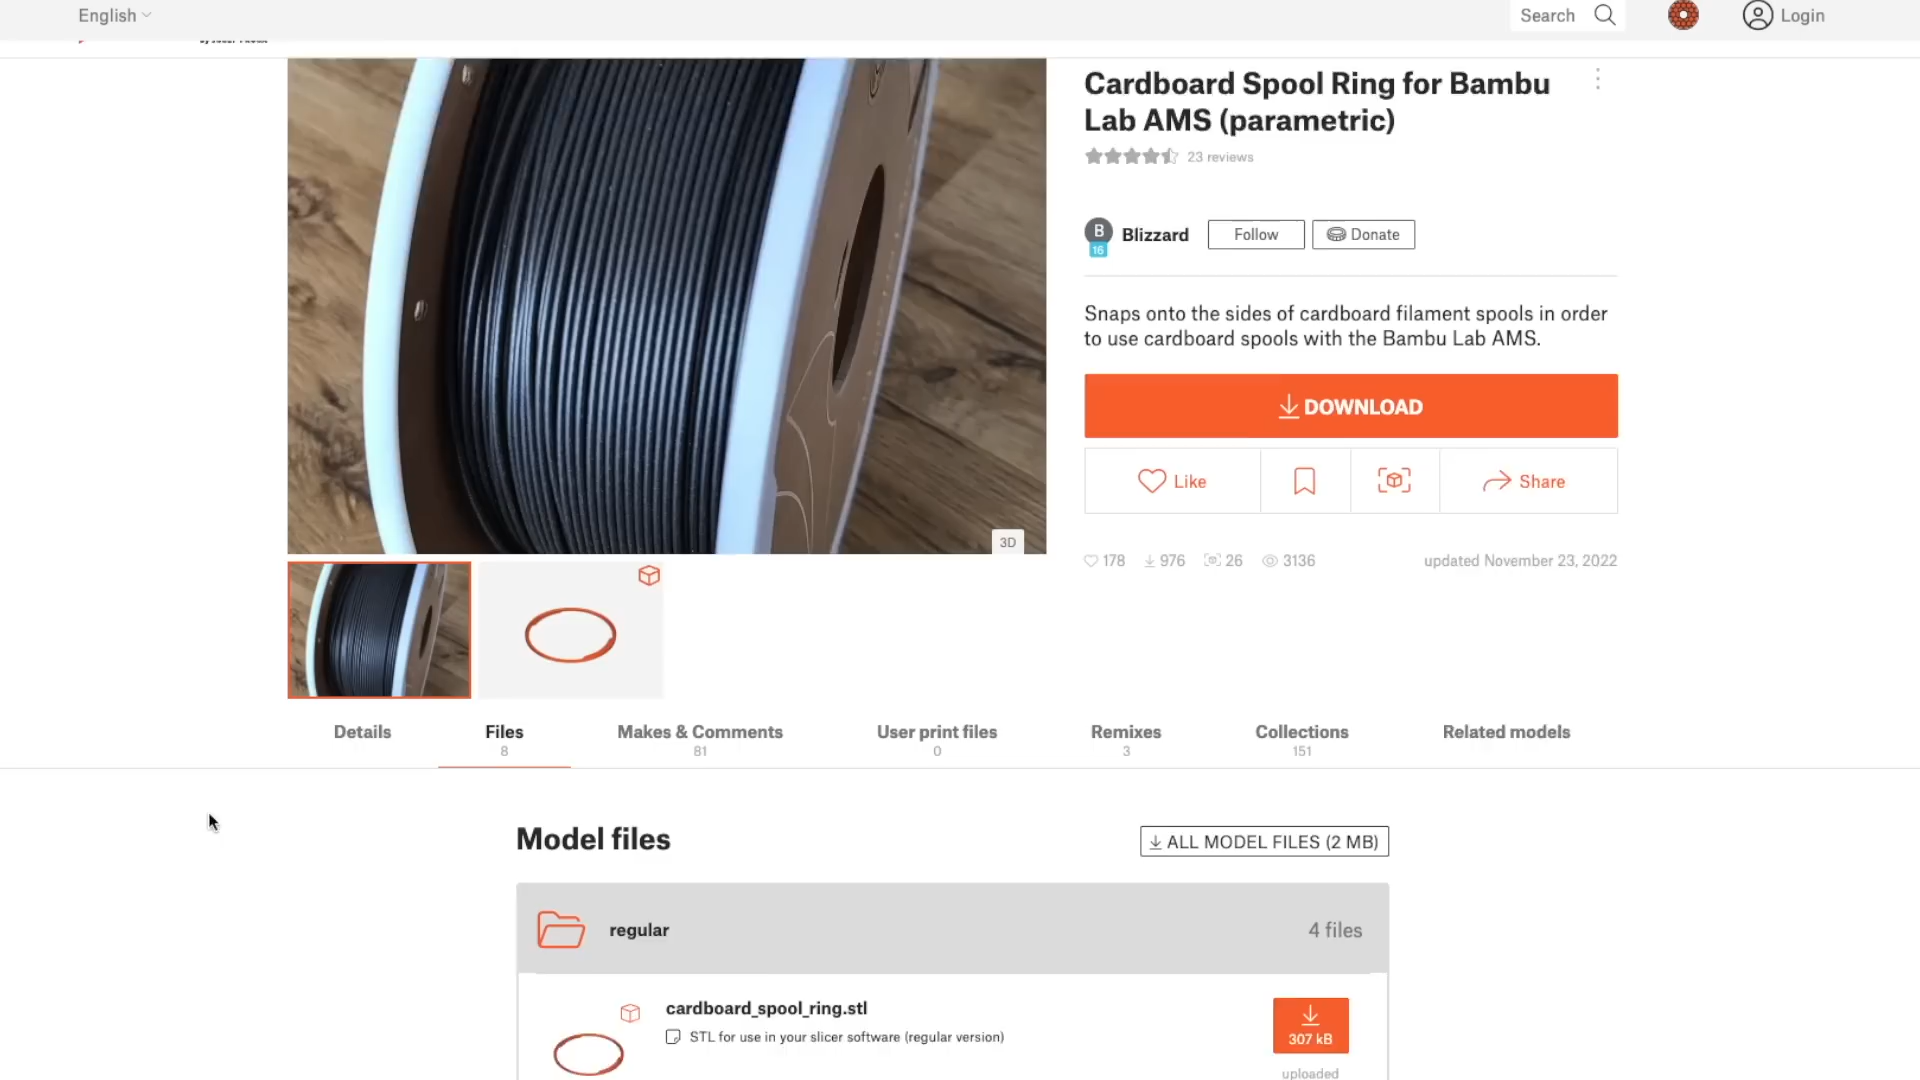 English
Search
Login
Cardboard Spool Ring for Bambu
Lab AMS (parametric)
23 reviews
B
16
Blizzard
Follow
Donate
Snaps onto the sides of cardboard filament spools in order
to use cardboard spools with the Bambu Lab AMS.
DOWNLOAD
Like
Share
3D
178
976
26
3136
updated November 23, 2022
Details
Files
8
Makes & Comments
81
User print files
0
Remixes
3
Collections
151
Related models
Model files
ALL MODEL FILES (2 MB)
regular
4 files
cardboard_spool_ring.stl
STL for use in your slicer software (regular version)
307 kB
uploaded